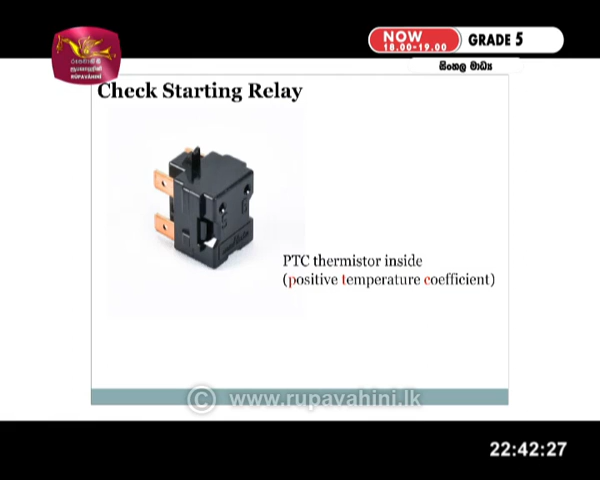 NOW
18.00-19.00
GRADE 5
සිංහල මාධ්‍ය
RUPAVAHINI
Check Starting Relay
PTC thermistor inside
(positive temperature coefficient)
© www.rupavahini.lk
22:42:27